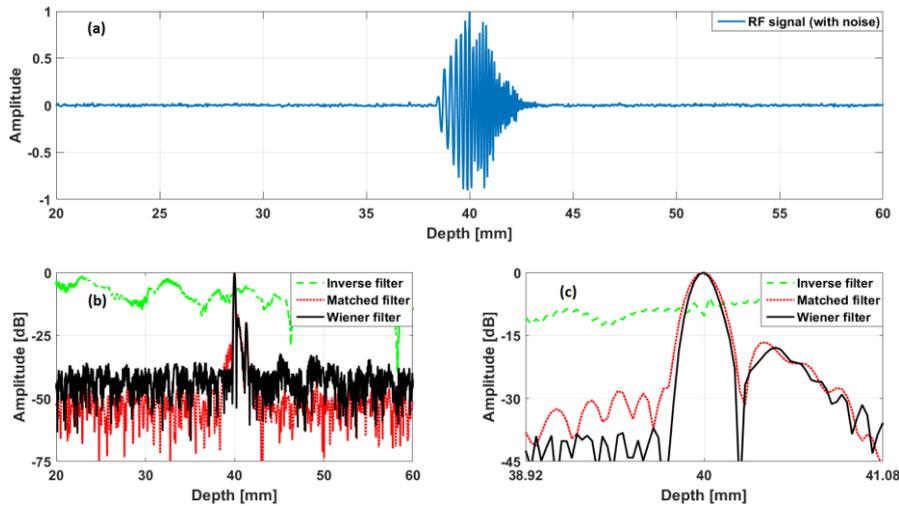 (a)
RF signal (with noise)
Amplitude
1
0.5
0
-0.5
-1
20 25 30 35 40 45 50 55 60
Depth [mm]
(b)
Inverse filter
Matched filter
Wiener filter
Amplitude [dB]
0
-25
-50
-75
20 30 40 50 60
Depth [mm]
(c)
Inverse filter
Matched filter
Wiener filter
Amplitude [dB]
0
-15
-30
-45
38.92 40 41.08
Depth [mm]